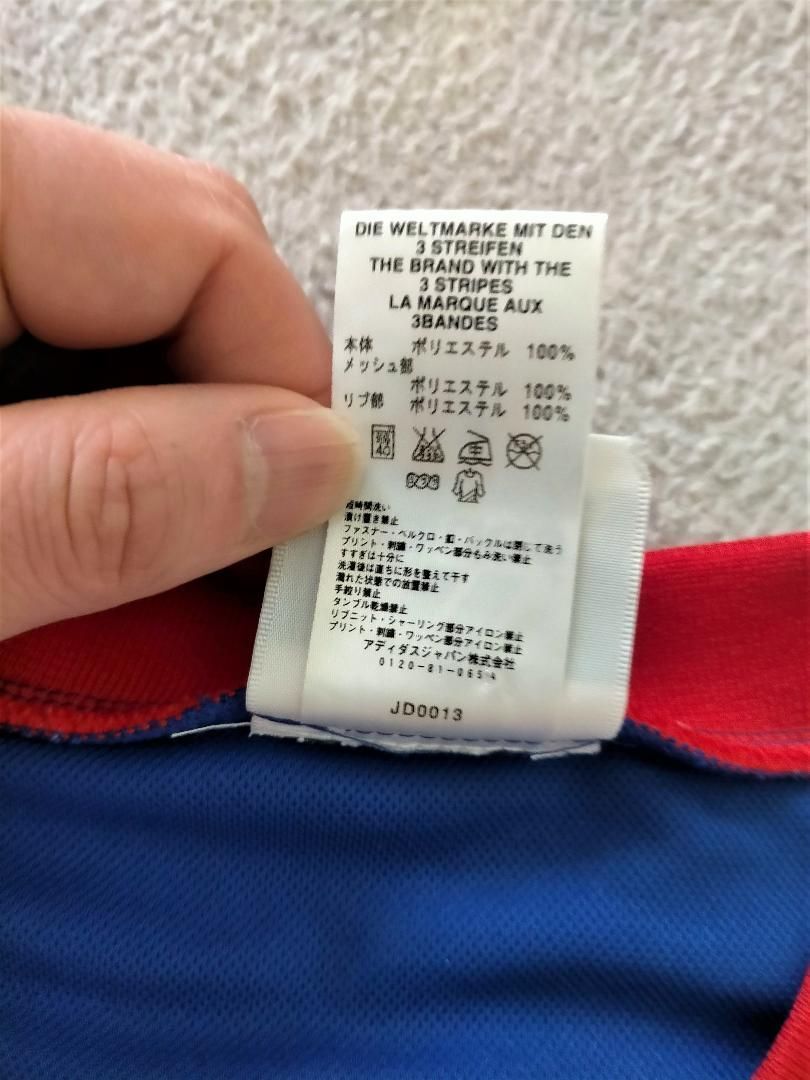 DIE WELTMARKE MIT DEN
3 STREIFEN
THE BRAND WITH THE
3 STRIPES
LA MARQUE AUX
3BANDES
本体 ポリエステル 100%
メッシュ部
ポリエステル 100%
リブ部 ポリエステル 100%
40
短時間洗い
漬け置き禁止
ファスナー・ベルクロ・釦・バックルは閉じて洗う
プリント・刺繍・ワッペン部分もみ洗い禁止
すすぎは十分に
洗濯後は直ちに形を整えて干す
濡れた状態での放置禁止
手絞り禁止
タンブル乾燥禁止
リブニット・シャーリング部分アイロン禁止
プリント・刺繍・ワッペン部分アイロン禁止
アディダスジャパン株式会社
0120-81-0654
JD0013